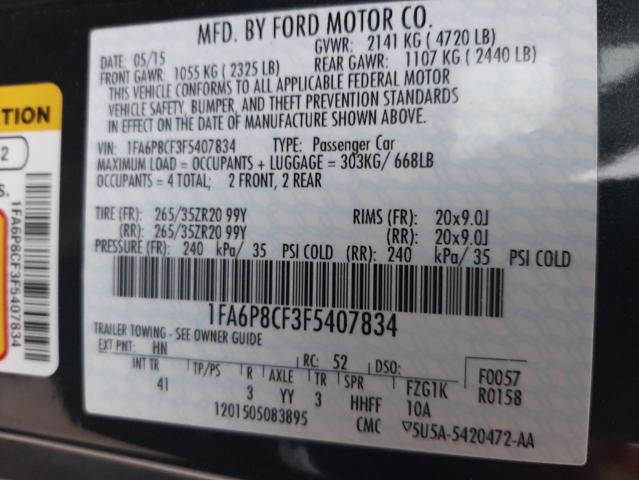 MFD. BY FORD MOTOR CO.
DATE: 05/15 GVWR: 2141 KG ( 4720 LB)
FRONT GAWR: 1055 KG ( 2325 LB) REAR GAWR: 1107 KG ( 2440 LB)
THIS VEHICLE CONFORMS TO ALL APPLICABLE FEDERAL MOTOR
VEHICLE SAFETY, BUMPER, AND THEFT PREVENTION STANDARDS
IN EFFECT ON THE DATE OF MANUFACTURE SHOWN ABOVE.
VIN: 1FA6P8CF3F5407834 TYPE: Passenger Car
MAXIMUM LOAD = OCCUPANTS + LUGGAGE = 303KG/ 668LB
OCCUPANTS = 4 TOTAL; 2 FRONT, 2 REAR
TIRE (FR): 265/35ZR20 99Y RIMS (FR): 20x9.0J
(RR): 265/35ZR20 99Y (RR): 20x9.0J
PRESSURE (FR): 240 kPa/ 35 PSI COLD (RR): 240 kPa/ 35 PSI COLD
1FA6P8CF3F5407834
TRAILER TOWING - SEE OWNER GUIDE
EXT PNT: HN RC: 52 DSO: F0057
INT TR TP/PS R AXLE TR SPR FZG1K R0158
41 3 YY 3 HHFF 10A
1201505083895 CMC ▽5U5A-5420472-AA
TION
2
S.
1FA6P8CF3F5407834